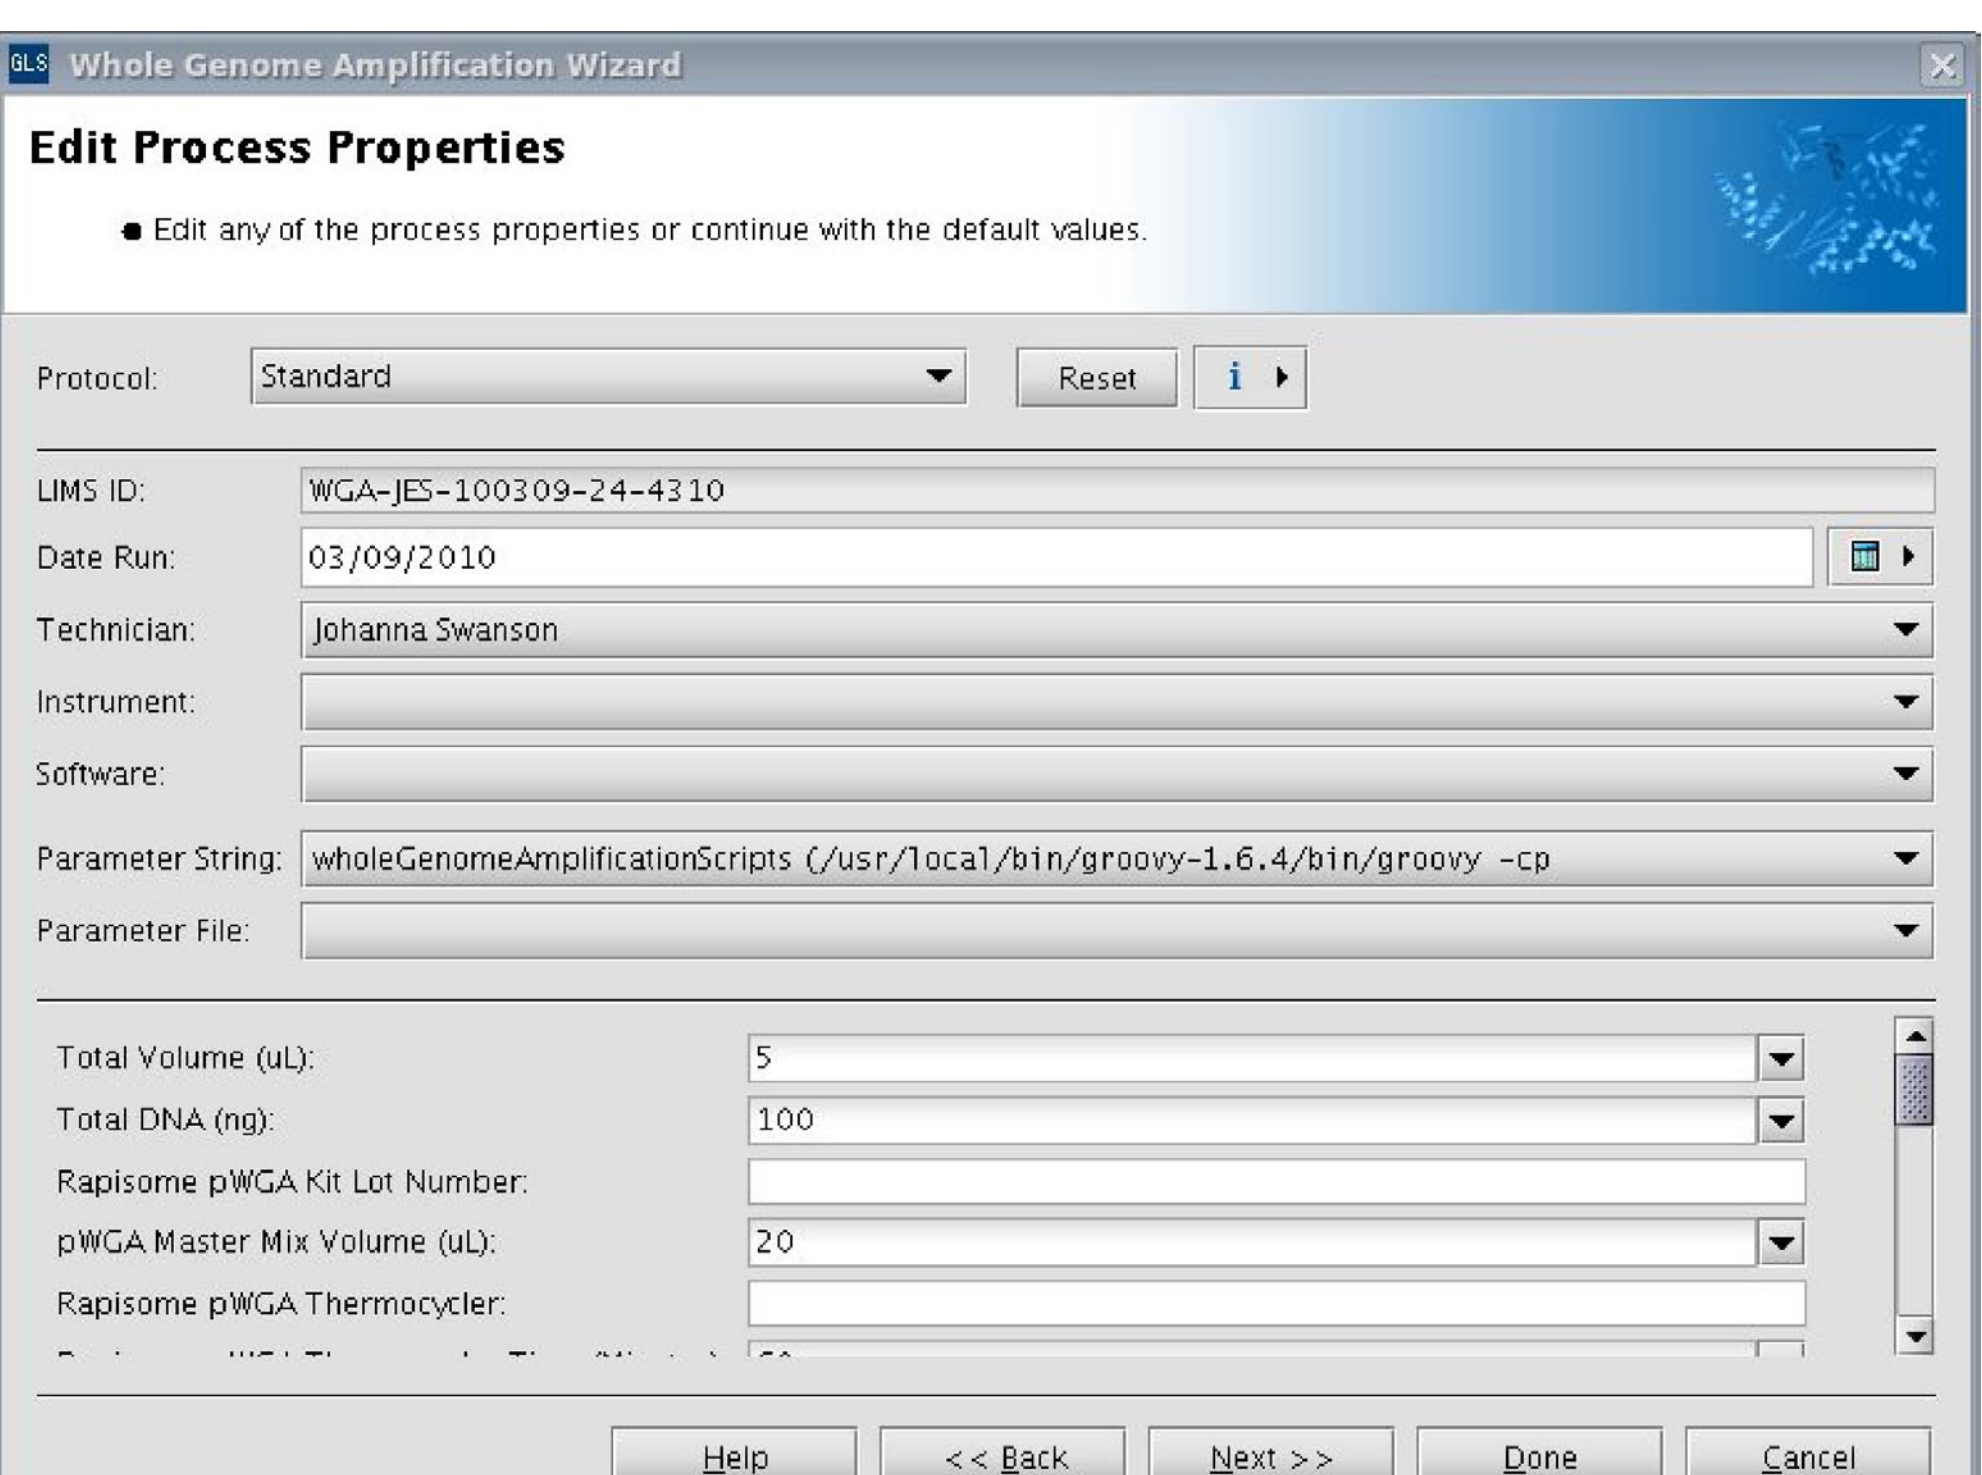 GLS Whole Genome Amplification Wizard
Edit Process Properties
● Edit any of the process properties or continue with the default values.
Protocol: Standard Reset i
LIMS ID: WGA-JES-100309-24-4310
Date Run: 03/09/2010
Technician: Johanna Swanson
Instrument:
Software:
Parameter String: wholeGenomeAmplificationScripts (/usr/local/bin/groovy-1.6.4/bin/groovy -cp
Parameter File:
Total Volume (uL): 5
Total DNA (ng): 100
Rapisome pWGA Kit Lot Number:
pWGA Master Mix Volume (uL): 20
Rapisome pWGA Thermocycler:
Help << Back Next >> Done Cancel